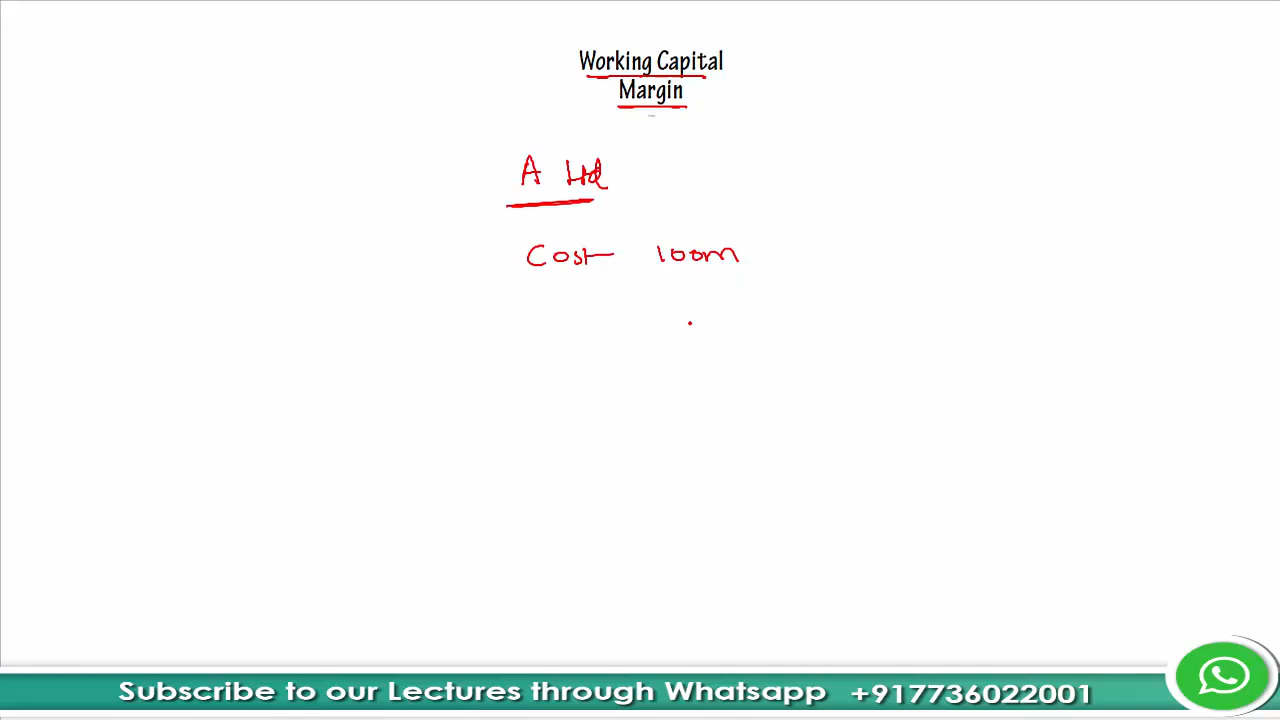 Working Capital
Margin
A Ltd
Cost 100m
Subscribe to our Lectures through Whatsapp +917736022001